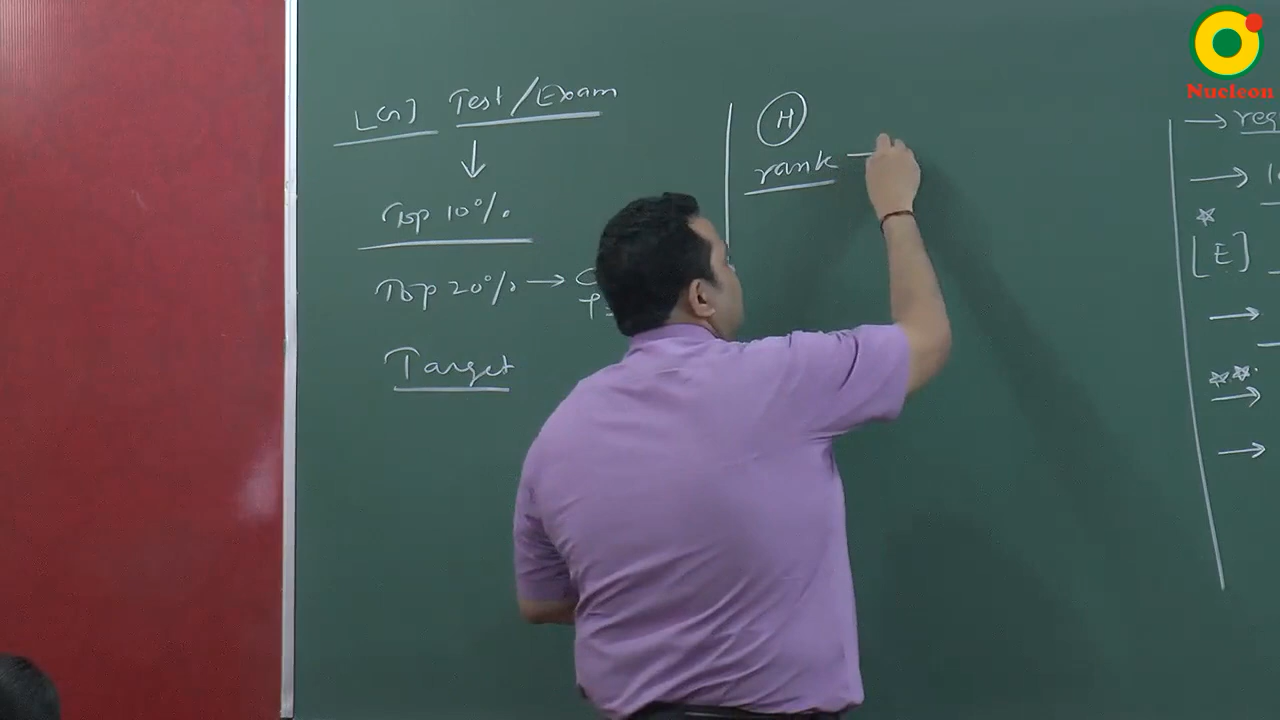 Test/Exam
↓
Top 10%
Top 20% →
Target
H
rank →
Nucleon
→ reg
→
☆
[E]
→
☆☆
→
→